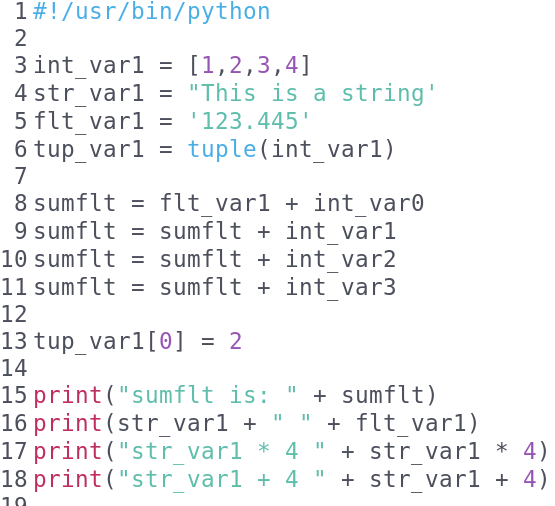 1 #!/usr/bin/python
2
3 int_var1 = [1,2,3,4]
4 str_var1 = "This is a string'
5 flt_var1 = '123.445'
6 tup_var1 = tuple(int_var1)
7
8 sumflt = flt_var1 + int_var0
9 sumflt = sumflt + int_var1
10 sumflt = sumflt + int_var2
11 sumflt = sumflt + int_var3
12
13 tup_var1[0] = 2
14
15 print("sumflt is: " + sumflt)
16 print(str_var1 + " " + flt_var1)
17 print("str_var1 * 4 " + str_var1 * 4)
18 print("str_var1 + 4 " + str_var1 + 4)
19